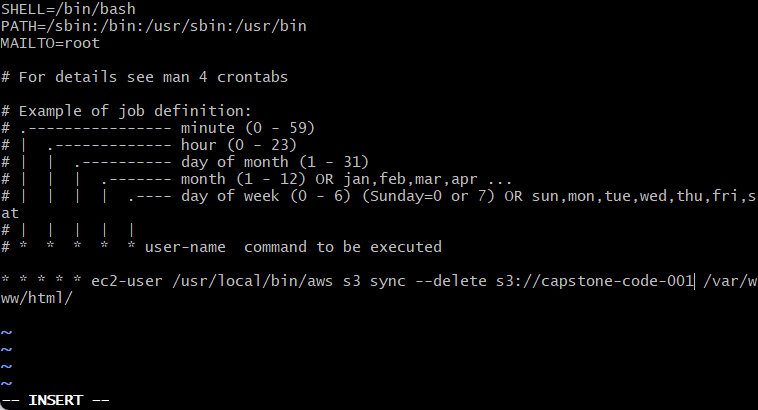 SHELL=/bin/bash
PATH=/sbin:/bin:/usr/sbin:/usr/bin
MAILTO=root

# For details see man 4 crontabs

# Example of job definition:
# .---------------- minute (0 - 59)
# |  .------------- hour (0 - 23)
# |  |  .---------- day of month (1 - 31)
# |  |  |  .------- month (1 - 12) OR jan,feb,mar,apr ...
# |  |  |  |  .---- day of week (0 - 6) (Sunday=0 or 7) OR sun,mon,tue,wed,thu,fri,s
at
# |  |  |  |  |
# *  *  *  *  * user-name  command to be executed

* * * * * ec2-user /usr/local/bin/aws s3 sync --delete s3://capstone-code-001 /var/w
ww/html/

~
~
~
~
-- INSERT --